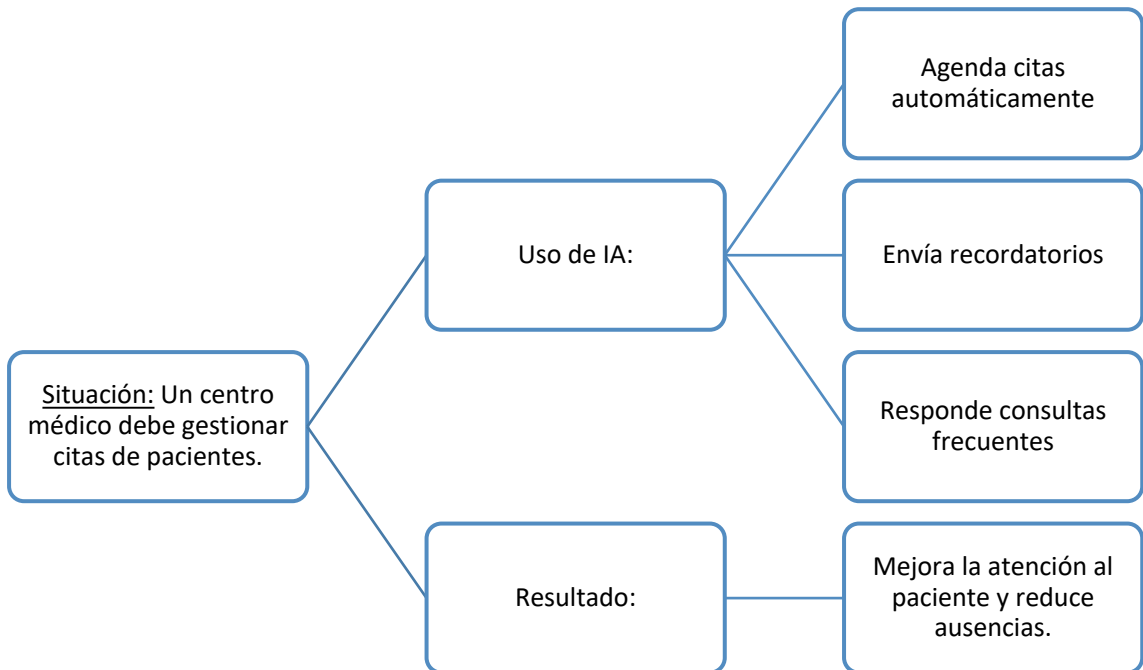 Situación: Un centro
médico debe gestionar
citas de pacientes.
Uso de IA:
Agenda citas
automáticamente
Envía recordatorios
Responde consultas
frecuentes
Resultado:
Mejora la atención al
paciente y reduce
ausencias.